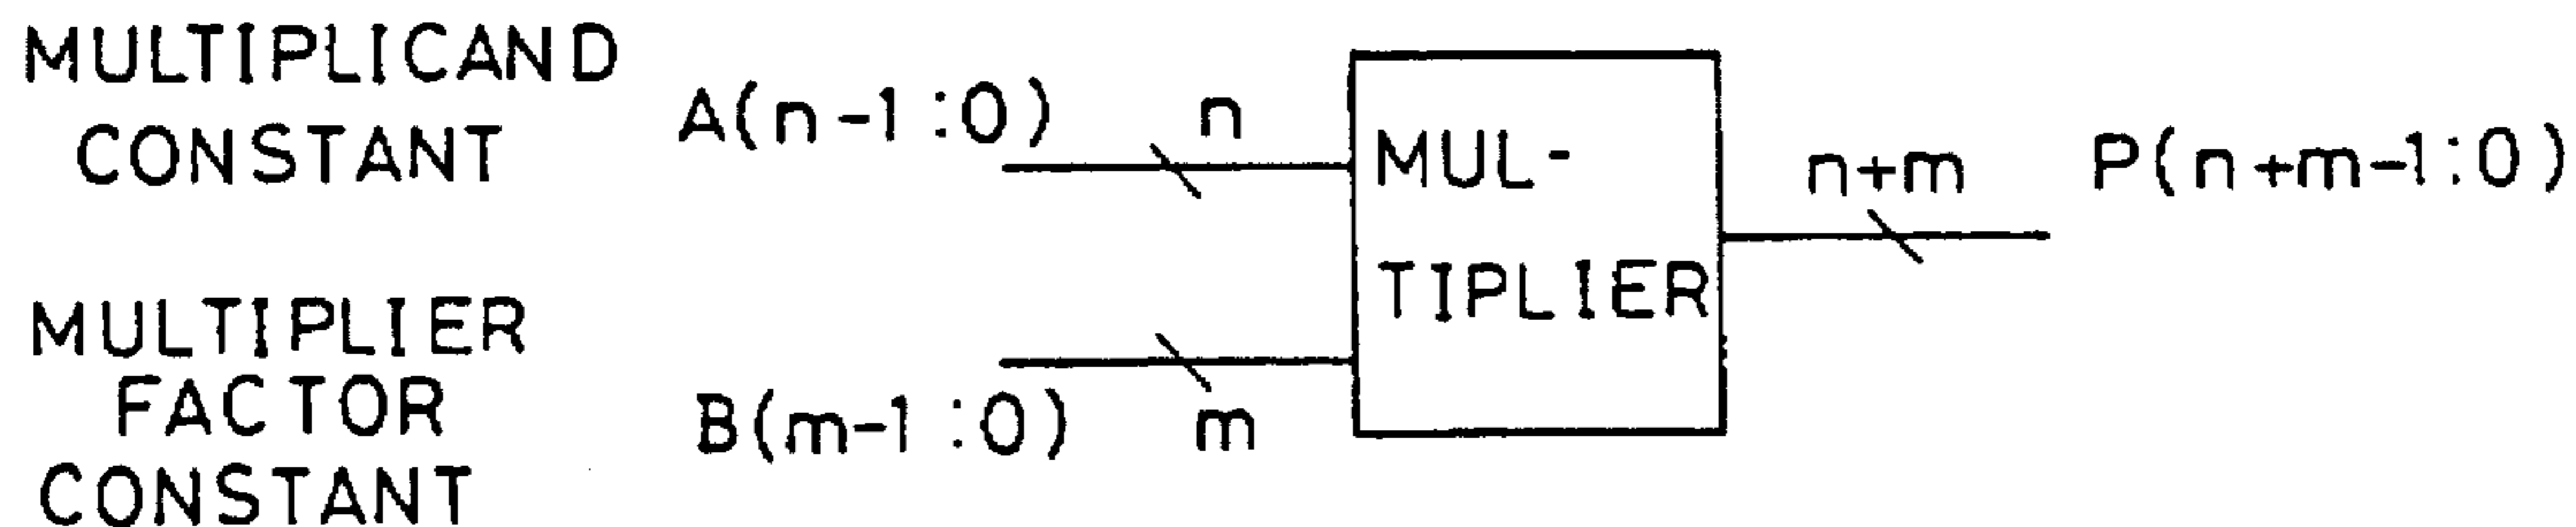 MULTIPLICAND
CONSTANT
A(n-1:0)
n
MULTIPLIER
FACTOR
CONSTANT
B(m-1:0)
m
MUL-
TIPLIER
n+m
P(n+m-1:0)